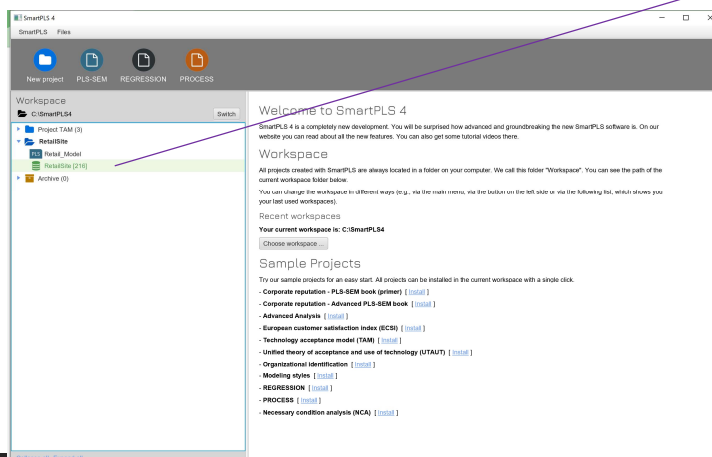 SmartPLS 4
SmartPLS Files
New project PLS-SEM REGRESSION PROCESS
Workspace
C:\SmartPLS4 Switch
Project TAM (3)
RetailSite
PLS Retail_Model
RetailSite [216]
Archive (0)
Welcome to SmartPLS 4
SmartPLS 4 is a completely new development. You will be surprised how advanced and groundbreaking the new SmartPLS software is. On our
website you can read about all the new features. You can also get some tutorial videos there.
Workspace
All projects created with SmartPLS are always located in a folder on your computer. We call this folder "Workspace". You can see the path of the
current workspace folder below.
You can change the workspace in different ways (e.g., via the main menu, via the button on the left side or via the following list, which shows you
your last used workspaces).
Recent workspaces
Your current workspace is: C:\SmartPLS4
Choose workspace ...
Sample Projects
Try our sample projects for an easy start. All projects can be installed in the current workspace with a single click.
- Corporate reputation - PLS-SEM book (primer) [ Install ]
- Corporate reputation - Advanced PLS-SEM book [ Install ]
- Advanced Analysis [ Install ]
- European customer satisfaction index (ECSI) [ Install ]
- Technology acceptance model (TAM) [ Install ]
- Unified theory of acceptance and use of technology (UTAUT) [ Install ]
- Organizational identification [ Install ]
- Modeling styles [ Install ]
- REGRESSION [ Install ]
- PROCESS [ Install ]
- Necessary condition analysis (NCA) [ Install ]